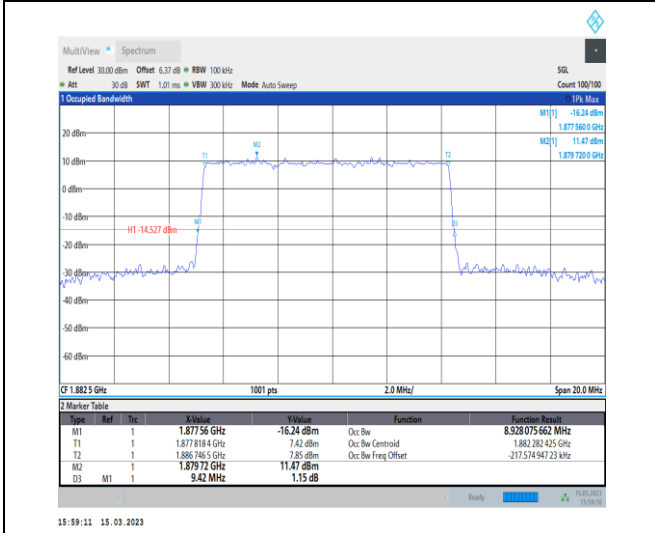 MultiView Spectrum
Ref Level 30.00 dBm Offset 6.37 dB RBW 100 kHz SGL
Att 30 dB SWT 1.01 ms VBW 300 kHz Mode Auto Sweep Count 100/100
1 Occupied Bandwidth 1Pk Max
M1[1] -16.24 dBm
1.877 560 0 GHz
M2[1] 11.47 dBm
1.879 720 0 GHz
20 dBm
M2
T1 T2
10 dBm
0 dBm
-10 dBm
M1 D3
H1 -14.527 dBm
-20 dBm
-30 dBm
-40 dBm
-50 dBm
-60 dBm
CF 1.882 5 GHz 1001 pts 2.0 MHz/ Span 20.0 MHz
2 Marker Table
Type Ref Trc X-Value Y-Value Function Function Result
M1 1 1.877 56 GHz -16.24 dBm Occ Bw 8.928 075 662 MHz
T1 1 1.877 818 4 GHz 7.42 dBm Occ Bw Centroid 1.882 282 425 GHz
T2 1 1.886 746 5 GHz 7.85 dBm Occ Bw Freq Offset -217.574 947 23 kHz
M2 1 1.879 72 GHz 11.47 dBm
D3 M1 1 9.42 MHz 1.15 dB
Ready 15.03.2023
15:59:10
15:59:11 15.03.2023